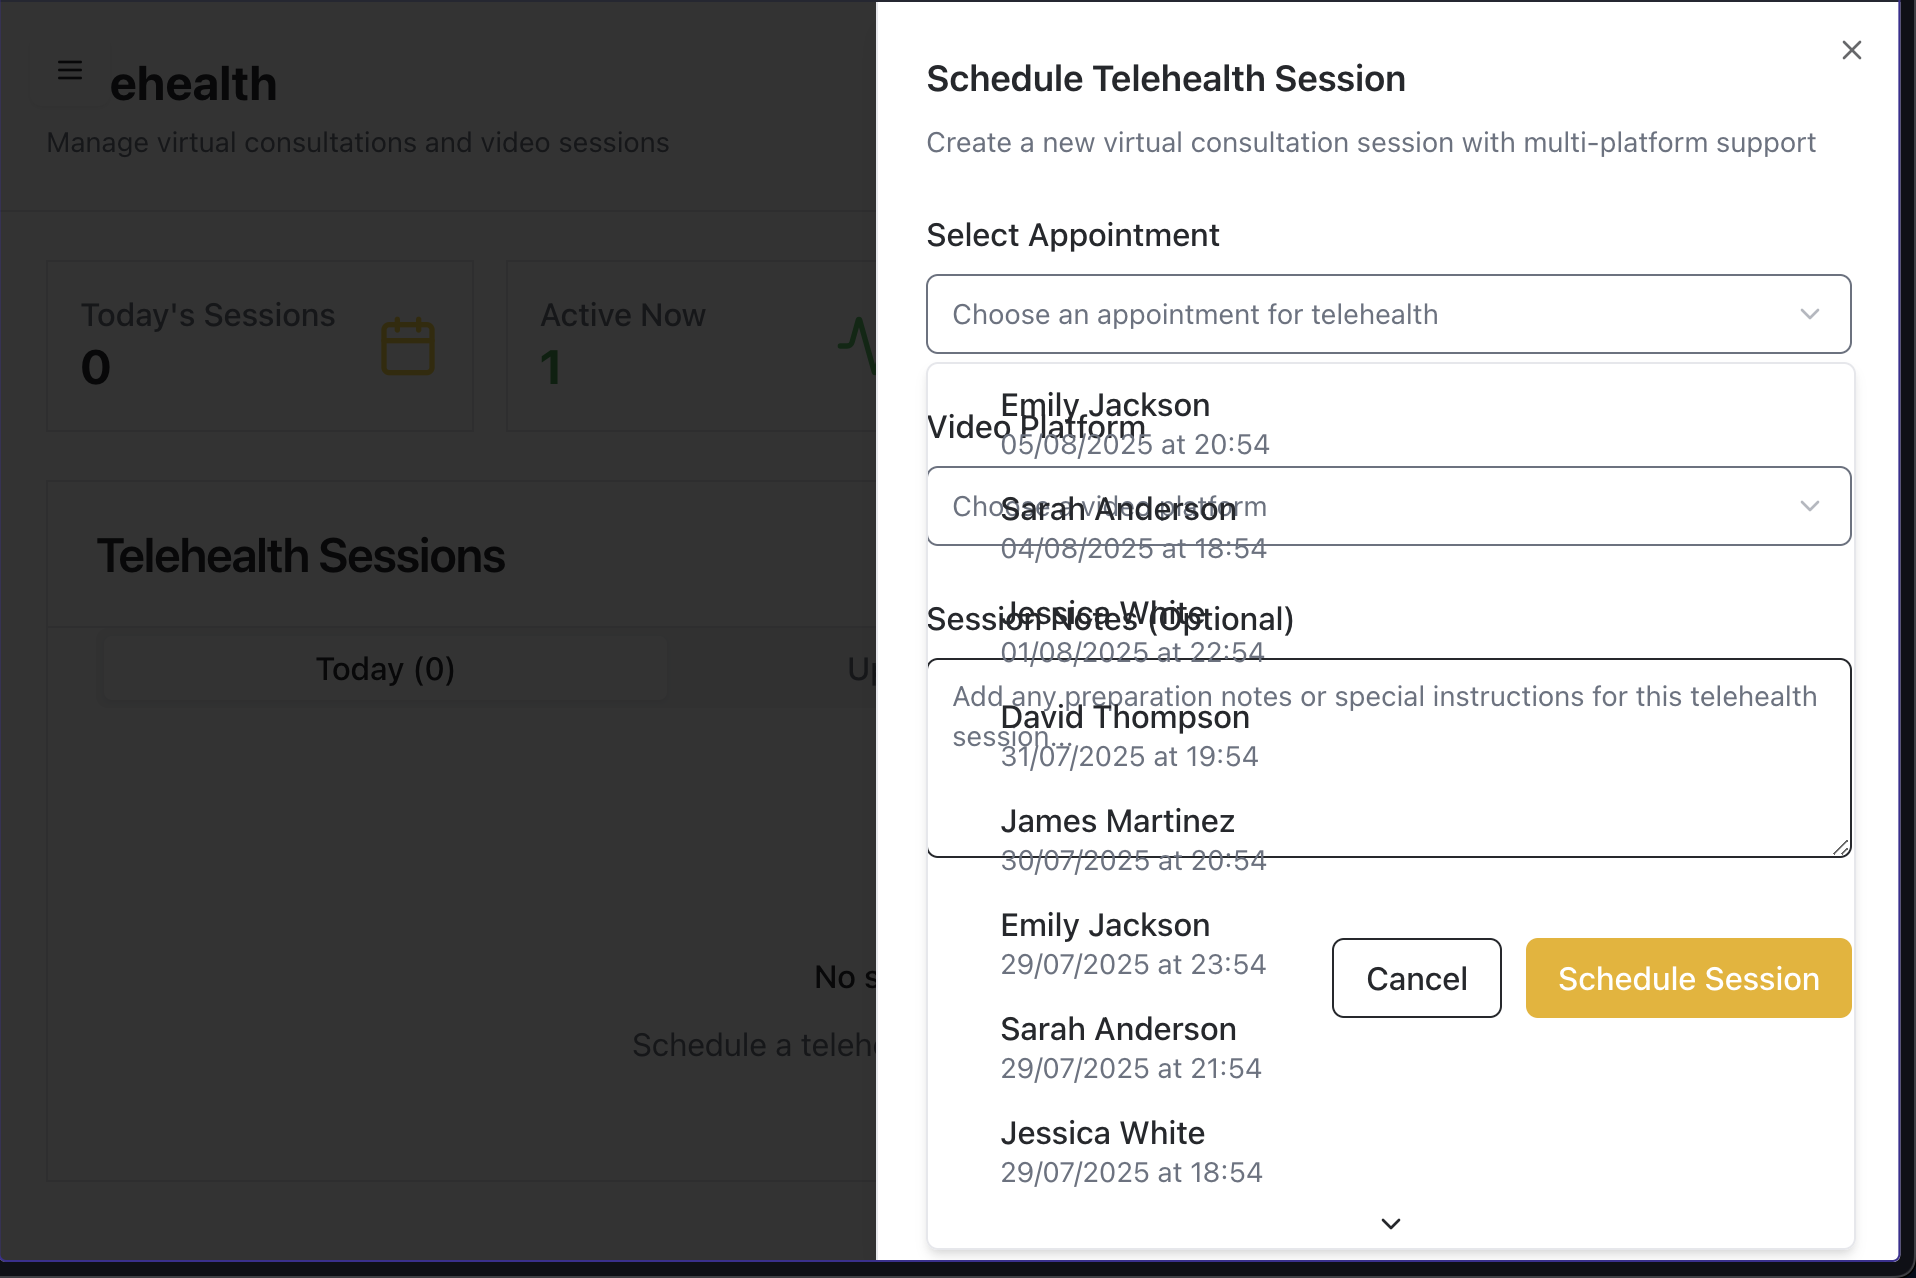 ehealth
Manage virtual consultations and video sessions
Today's Sessions
0
Active Now
1
Telehealth Sessions
Today (0)
Up
No s
Schedule a teleh
Schedule Telehealth Session
Create a new virtual consultation session with multi-platform support
Select Appointment
Choose an appointment for telehealth
Emily Jackson
Video Platform
05/08/2025 at 20:54
Choose a video platform
Sarah Anderson
04/08/2025 at 18:54
Jessica White
Session Notes (Optional)
01/08/2025 at 22:54
Add any preparation notes or special instructions for this telehealth
David Thompson
session...
31/07/2025 at 19:54
James Martinez
30/07/2025 at 20:54
Emily Jackson
29/07/2025 at 23:54
Cancel
Schedule Session
Sarah Anderson
29/07/2025 at 21:54
Jessica White
29/07/2025 at 18:54